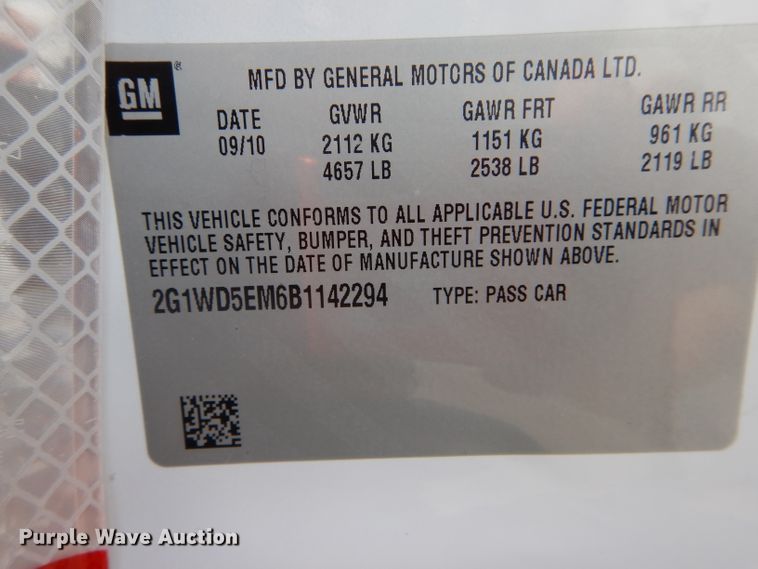 GM®
MFD BY GENERAL MOTORS OF CANADA LTD.
DATE GVWR GAWR FRT GAWR RR
09/10 2112 KG 1151 KG 961 KG
4657 LB 2538 LB 2119 LB
THIS VEHICLE CONFORMS TO ALL APPLICABLE U.S. FEDERAL MOTOR
VEHICLE SAFETY, BUMPER, AND THEFT PREVENTION STANDARDS IN
EFFECT ON THE DATE OF MANUFACTURE SHOWN ABOVE.
2G1WD5EM6B1142294 TYPE: PASS CAR
Purple Wave Auction